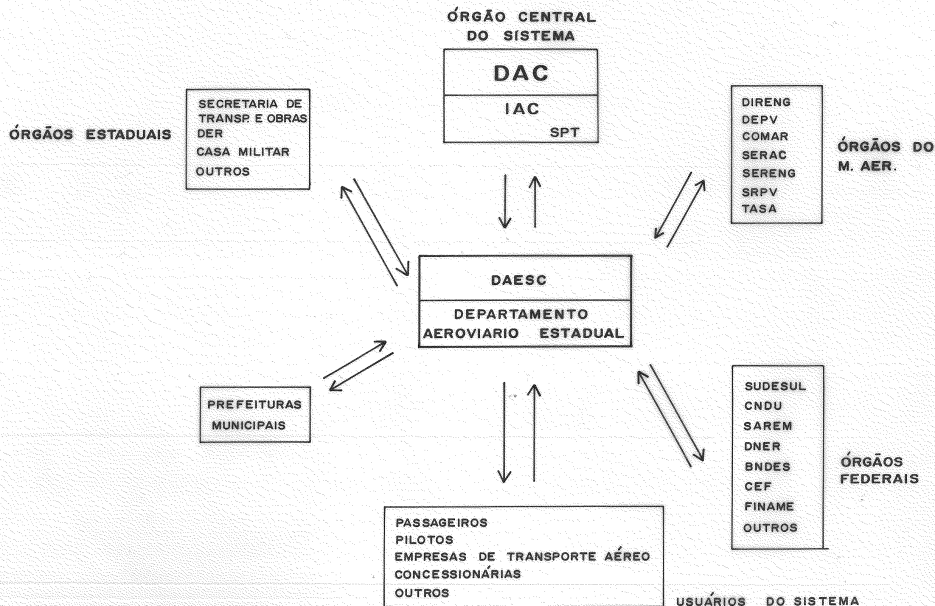 ÓRGÃO CENTRAL
DO SISTEMA
DAC
IAC
SPT
ÓRGÃOS ESTADUAIS
SECRETARIA DE
TRANSP. E OBRAS
DER
CASA MILITAR
OUTROS
DIRENG
DEPV
COMAR
SERAC
SERENG
SRPV
TASA
ÓRGÃOS DO
M. AER.
DAESC
DEPARTAMENTO
AEROVIARIO ESTADUAL
PREFEITURAS
MUNICIPAIS
SUDESUL
CNDU
SAREM
DNER
BNDES
CEF
FINAME
OUTROS
ÓRGÃOS
FEDERAIS
PASSAGEIROS
PILOTOS
EMPRESAS DE TRANSPORTE AÉREO
CONCESSIONÁRIAS
OUTROS
USUÁRIOS DO SISTEMA